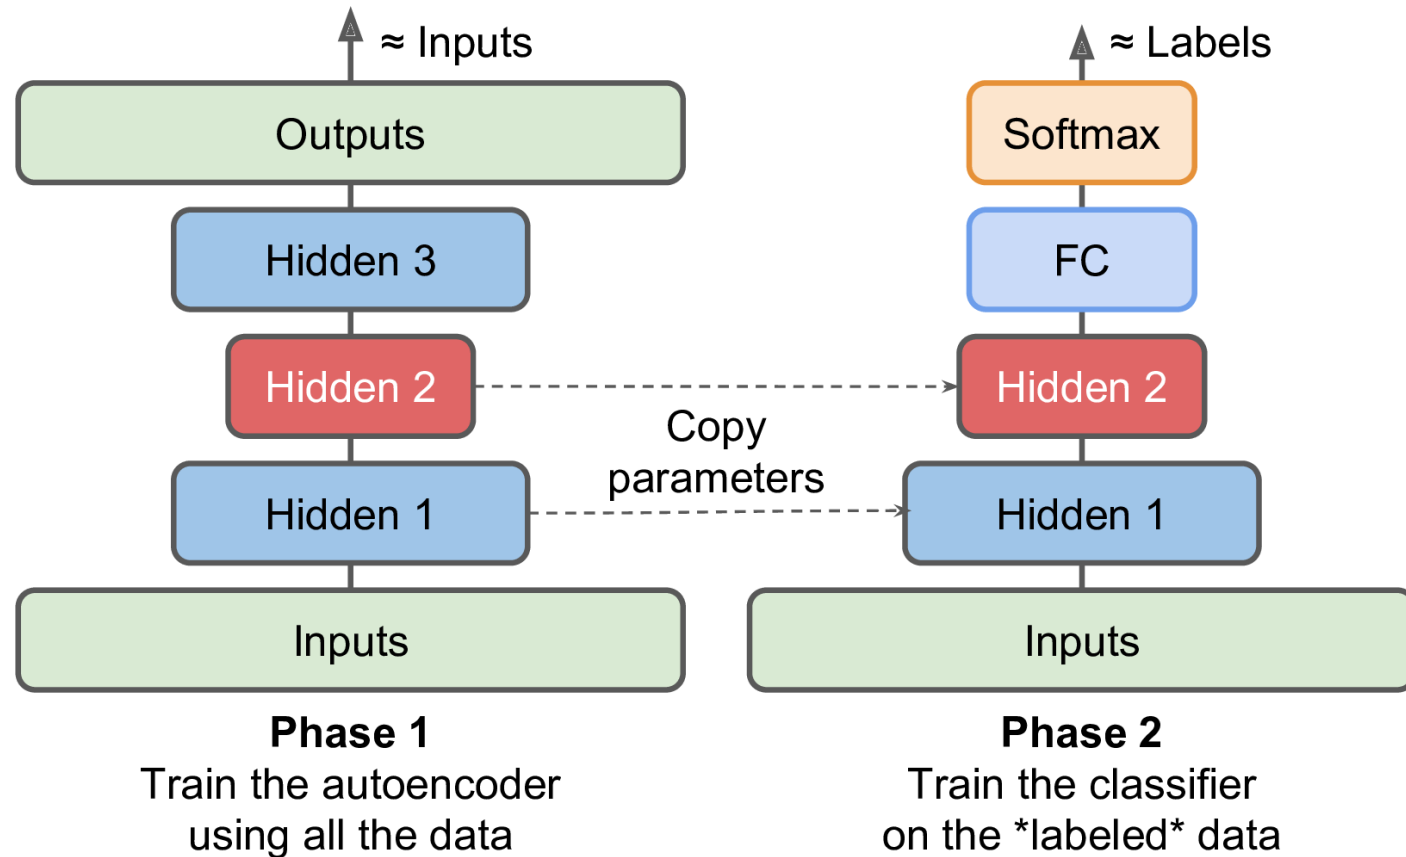 ≈ Inputs
Outputs
Hidden 3
Hidden 2
Hidden 1
Inputs
Phase 1
Train the autoencoder
using all the data
Copy
parameters
≈ Labels
Softmax
FC
Hidden 2
Hidden 1
Inputs
Phase 2
Train the classifier
on the *labeled* data